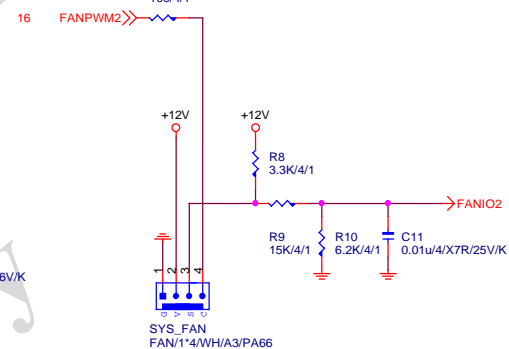 16 FANPWM2
+12V +12V
R8
3.3K/4/1
FANIO2
R9 R10 C11
15K/4/1 6.2K/4/1 0.01u/4/X7R/25V/K
6V/K
1 2 3 4
G V S C
SYS_FAN
FAN/1*4/WH/A3/PA66